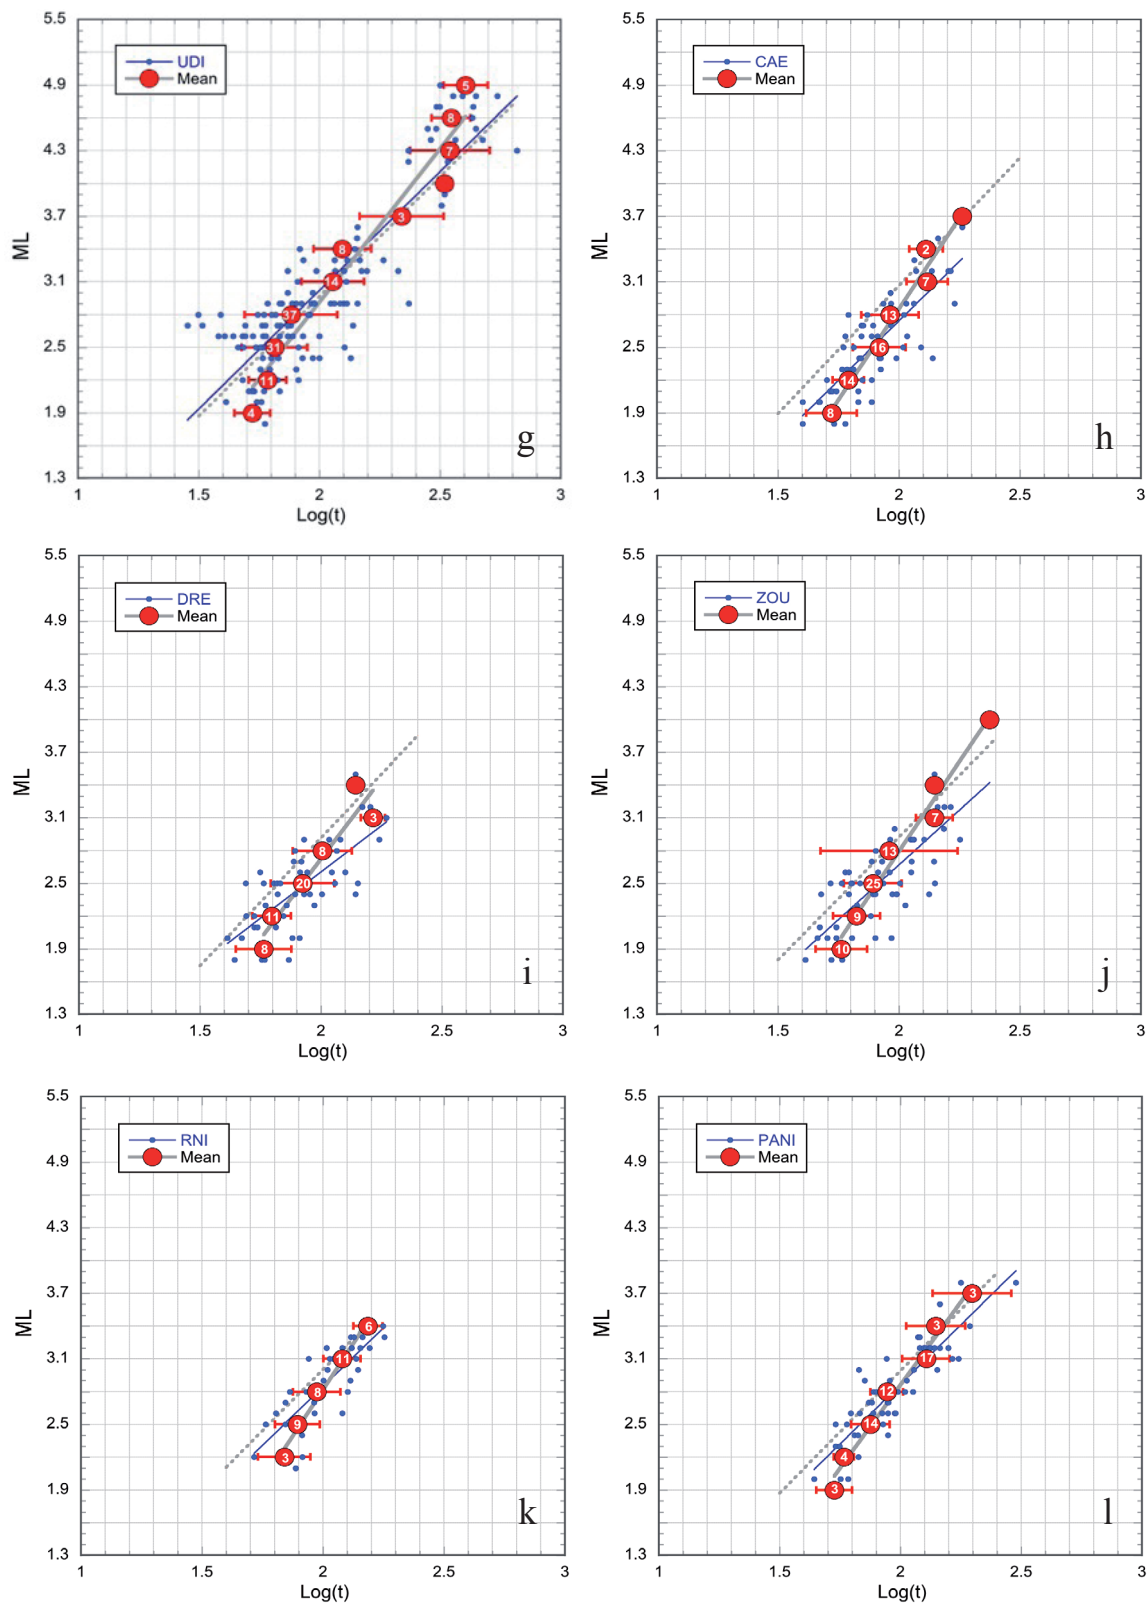 5.5
UDI
Mean
4.9
4.3
3.7
ML
3.1
2.5
1.9
1.3
5
8
7
3
8
14
37
31
11
4
g
1 1.5 2 2.5 3
Log(t)
5.5
CAE
Mean
4.9
4.3
3.7
ML
3.1
2.5
1.9
1.3
2
7
13
16
14
8
h
1 1.5 2 2.5 3
Log(t)
5.5
DRE
Mean
4.9
4.3
3.7
ML
3.1
2.5
1.9
1.3
3
8
20
11
8
i
1 1.5 2 2.5 3
Log(t)
5.5
ZOU
Mean
4.9
4.3
3.7
ML
3.1
2.5
1.9
1.3
7
13
25
9
10
j
1 1.5 2 2.5 3
Log(t)
5.5
RNI
Mean
4.9
4.3
3.7
ML
3.1
2.5
1.9
1.3
6
11
8
9
3
k
1 1.5 2 2.5 3
Log(t)
5.5
PANI
Mean
4.9
4.3
3.7
ML
3.1
2.5
1.9
1.3
3
3
17
12
14
4
3
l
1 1.5 2 2.5 3
Log(t)